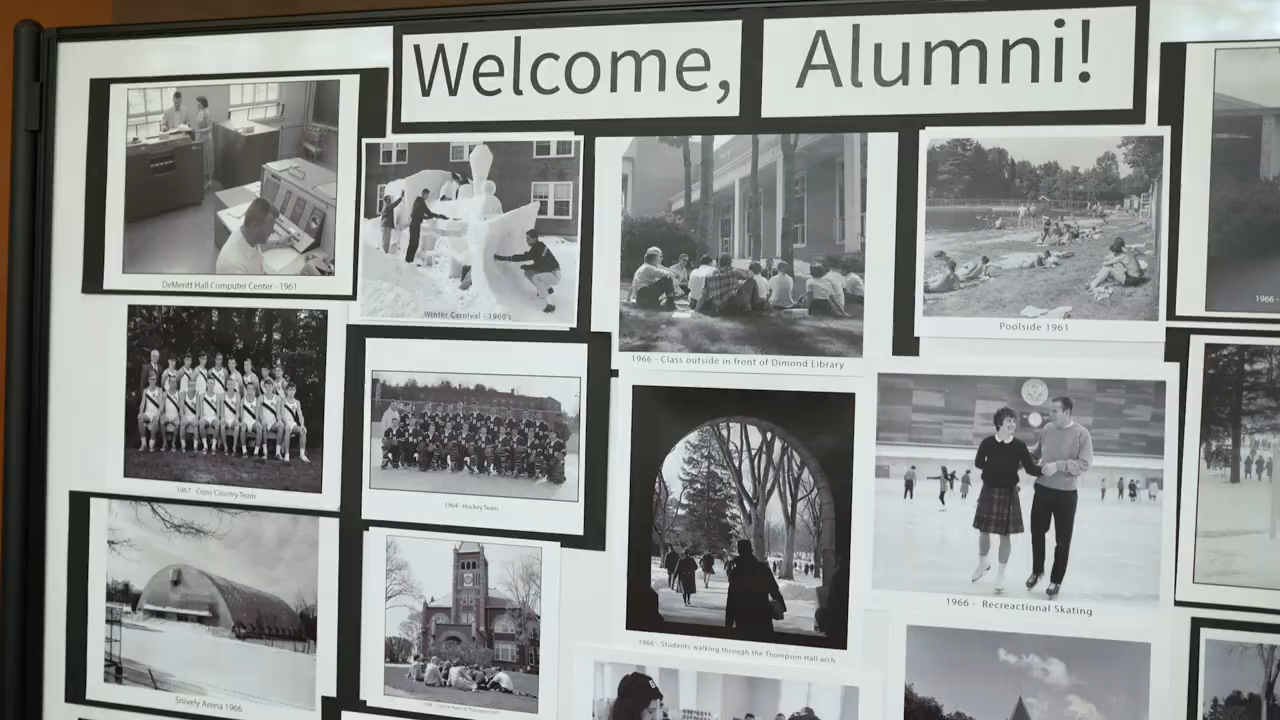 Welcome, Alumni!
DeMeritt Hall Computer Center - 1961
Winter Carnival - 1960's
1966 - Class outside in front of Dimond Library
Poolside 1961
1966
Cross Country Team
1964 - Hockey Team
1966 - Recreactional Skating
1966 - Students walking through the Thompson Hall arch
Snively Arena 1966